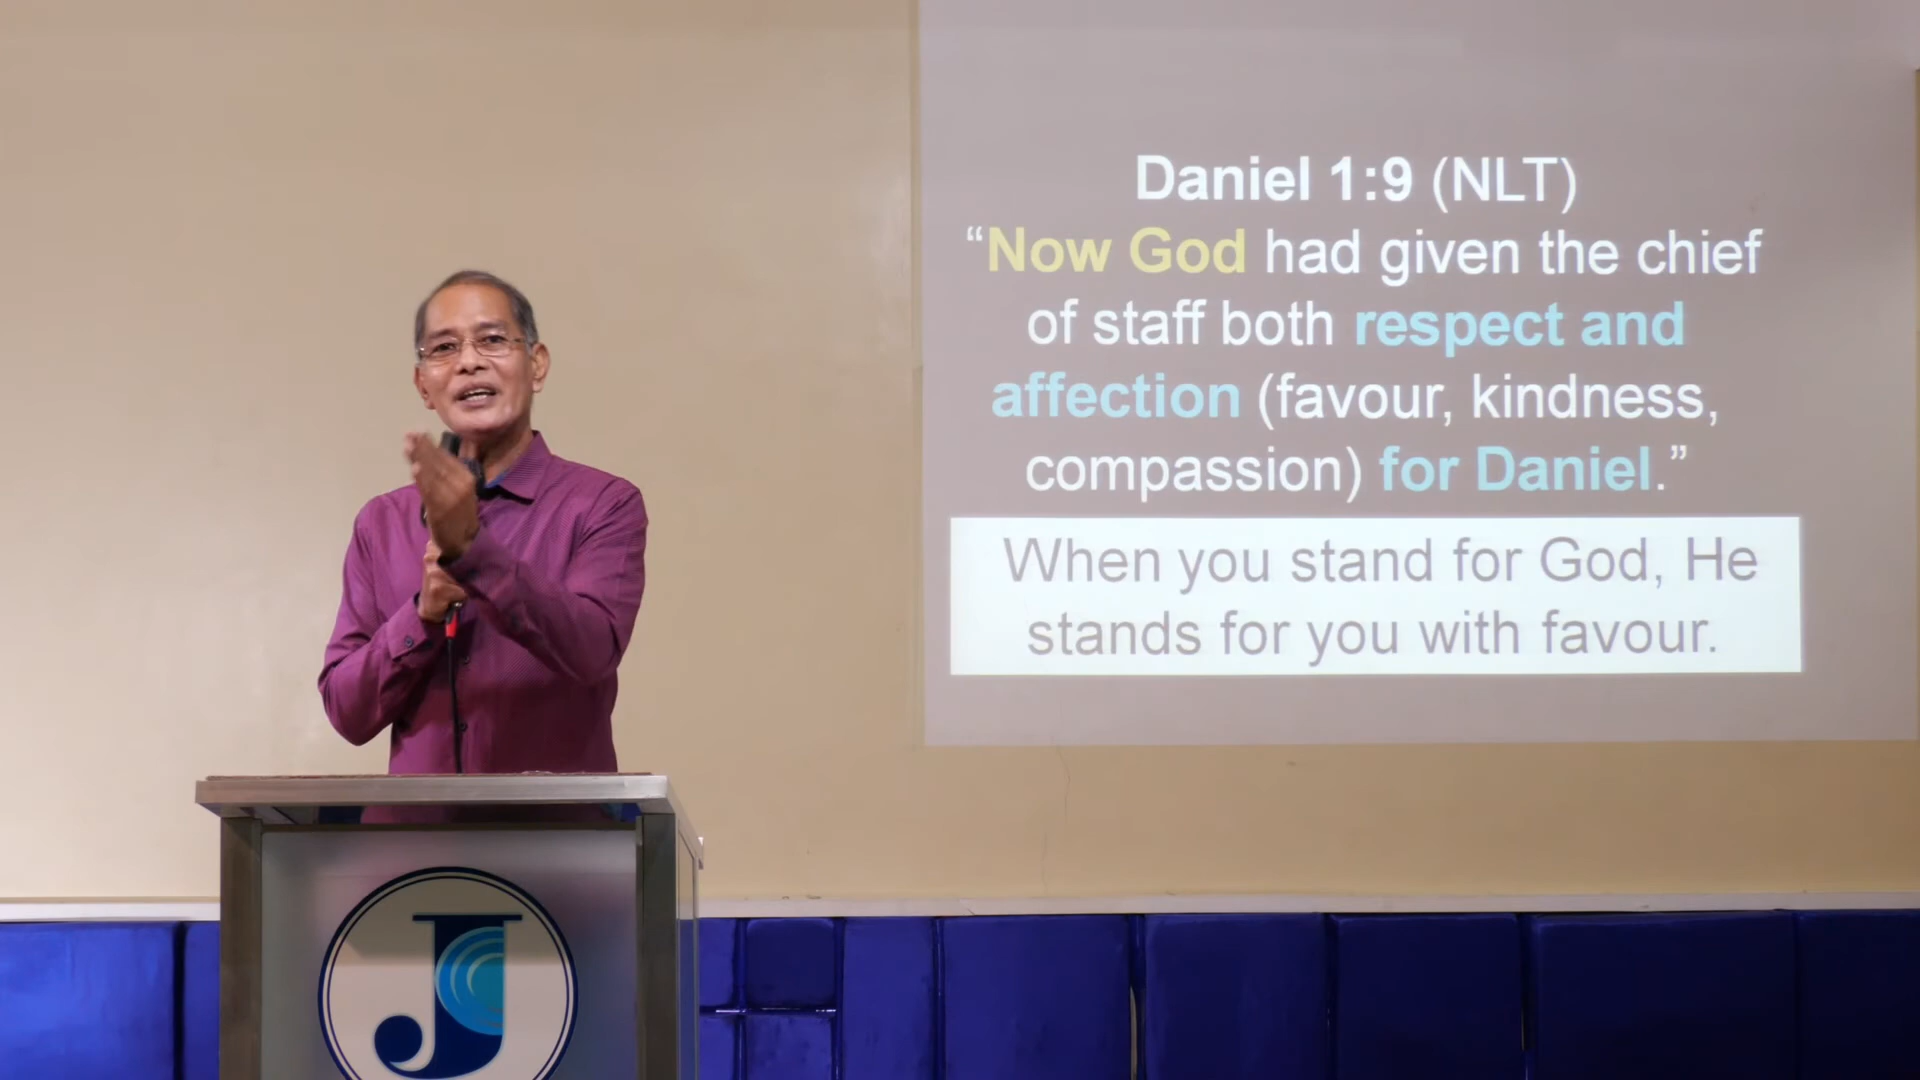 Daniel 1:9 (NLT)
“Now God had given the chief
of staff both respect and
affection (favour, kindness,
compassion) for Daniel.”
When you stand for God, He
stands for you with favour.
J